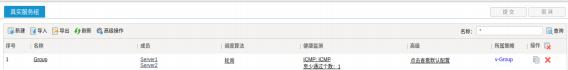 真实服务组
提 交 取 消
新建 导入 导出 刷新 高级操作 名称: * 查询
序号 名称 成员 调度算法 健康监测 高级 所属策略 操作
1 Group Server1 轮询 ICMP: ICMP 点击查看默认配置 v-Group
Server2 至少通过个数: 1